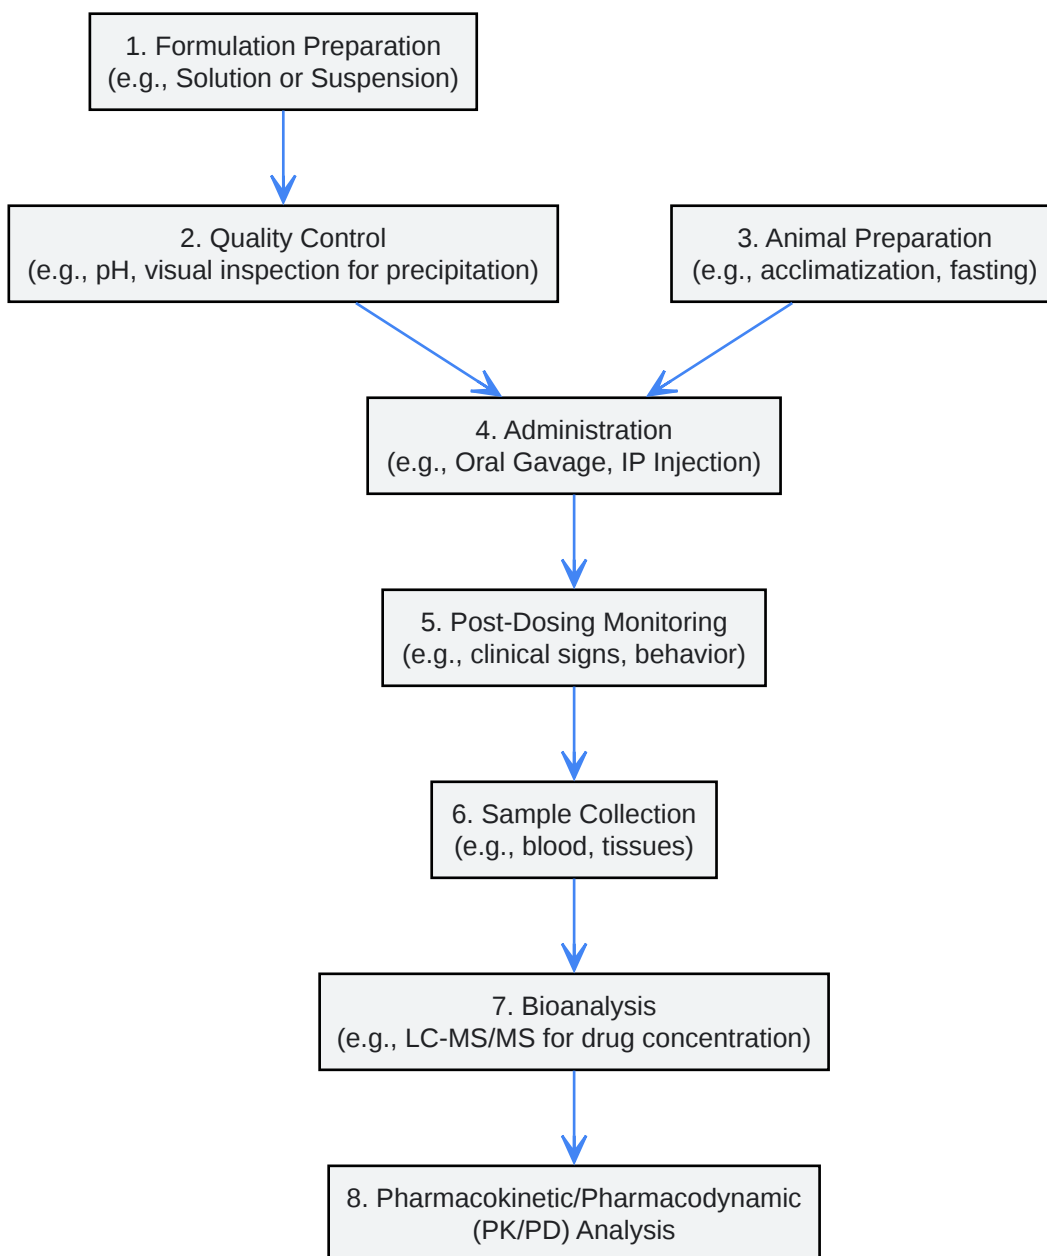 1. Formulation Preparation
(e.g., Solution or Suspension)
2. Quality Control
(e.g., pH, visual inspection for precipitation)
3. Animal Preparation
(e.g., acclimatization, fasting)
4. Administration
(e.g., Oral Gavage, IP Injection)
5. Post-Dosing Monitoring
(e.g., clinical signs, behavior)
6. Sample Collection
(e.g., blood, tissues)
7. Bioanalysis
(e.g., LC-MS/MS for drug concentration)
8. Pharmacokinetic/Pharmacodynamic
(PK/PD) Analysis